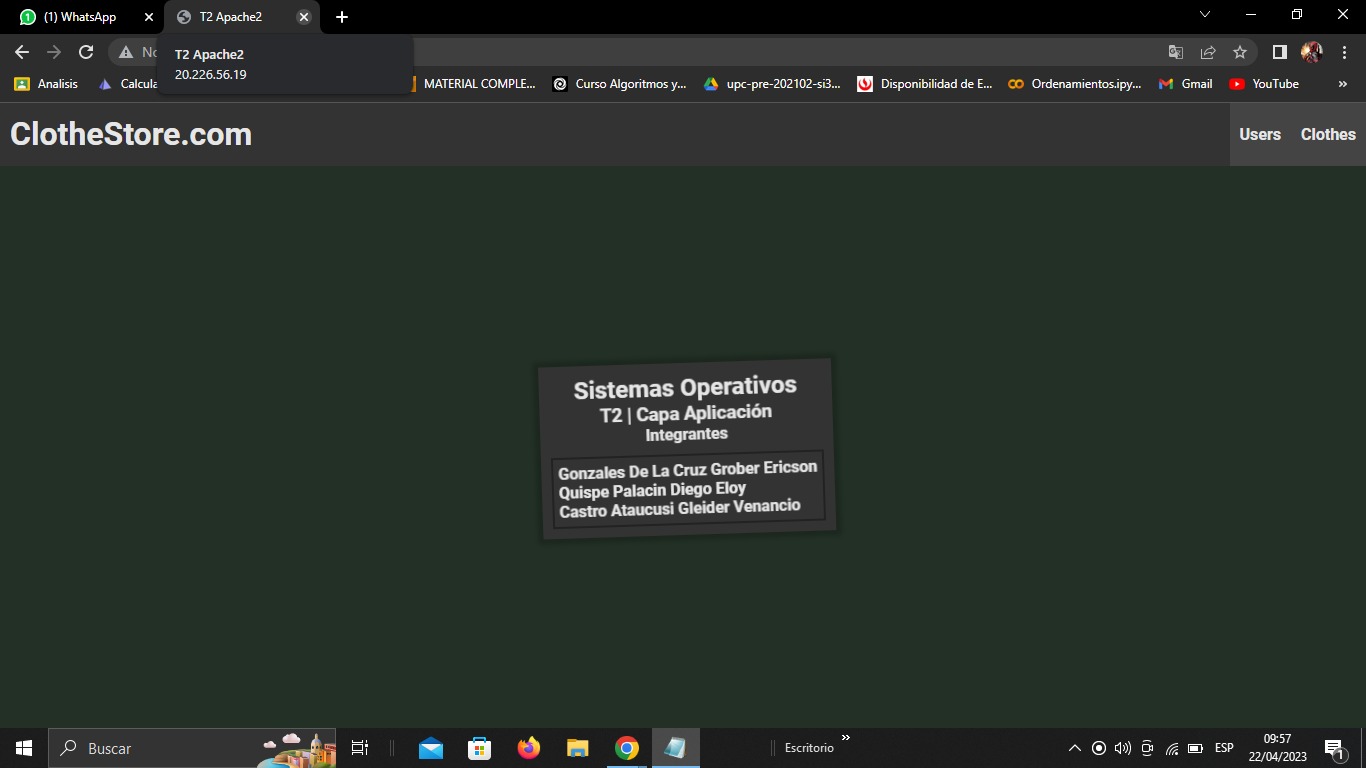 (1) WhatsApp
T2 Apache2
T2 Apache2
20.226.56.19
Analisis
MATERIAL COMPLE...
Curso Algoritmos y...
upc-pre-202102-si3...
Disponibilidad de E...
Ordenamientos.ipy...
Gmail
YouTube
»
ClotheStore.com
Users
Clothes
Sistemas Operativos
T2 | Capa Aplicación
Integrantes
Gonzales De La Cruz Grober Ericson
Quispe Palacin Diego Eloy
Castro Ataucusi Gleider Venancio
Buscar
Escritorio
»
ESP
09:57
22/04/2023
1